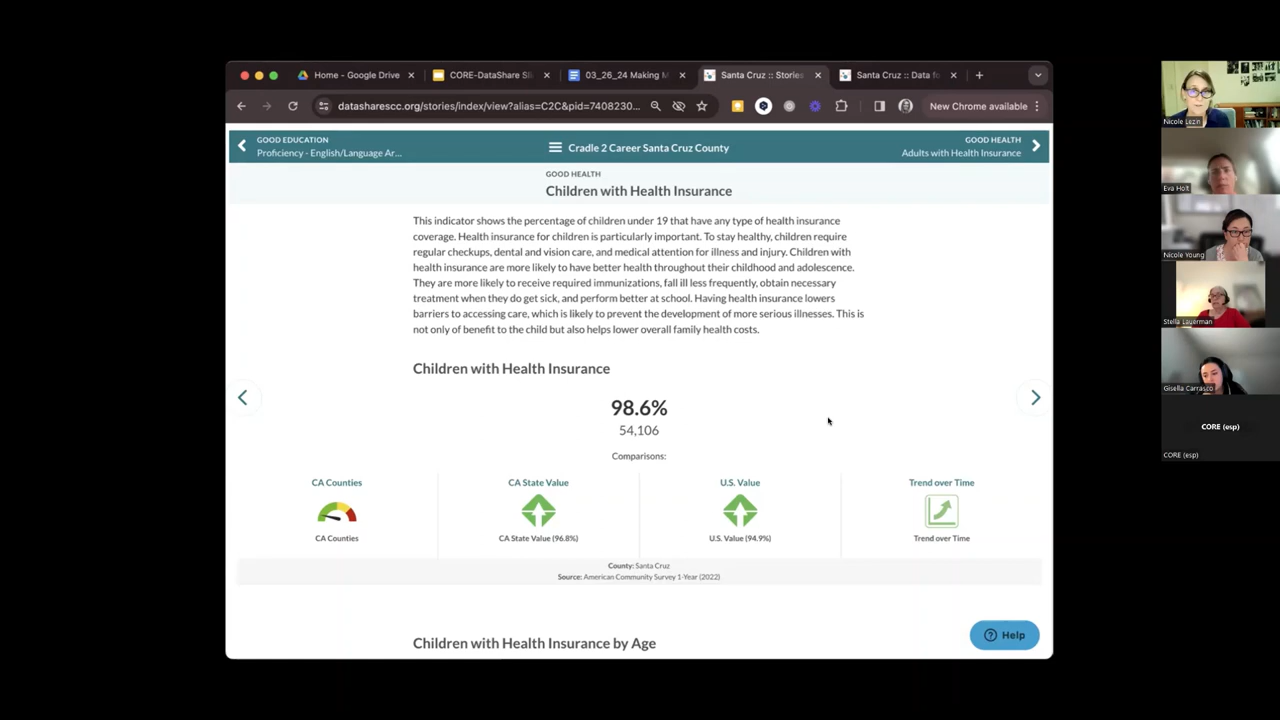 Home - Google Drive
CORE-DataShare Sli
03_26_24 Making M
Santa Cruz :: Stories
Santa Cruz :: Data fo
datasharescc.org/stories/index/view?alias=C2C&pid=7408230...
New Chrome available
GOOD EDUCATION
Proficiency - English/Language Ar...
Cradle 2 Career Santa Cruz County
GOOD HEALTH
Adults with Health Insurance
GOOD HEALTH
Children with Health Insurance
This indicator shows the percentage of children under 19 that have any type of health insurance
coverage. Health insurance for children is particularly important. To stay healthy, children require
regular checkups, dental and vision care, and medical attention for illness and injury. Children with
health insurance are more likely to have better health throughout their childhood and adolescence.
They are more likely to receive required immunizations, fall ill less frequently, obtain necessary
treatment when they do get sick, and perform better at school. Having health insurance lowers
barriers to accessing care, which is likely to prevent the development of more serious illnesses. This is
not only of benefit to the child but also helps lower overall family health costs.
Children with Health Insurance
98.6%
54,106
Comparisons:
CA Counties
CA State Value
U.S. Value
Trend over Time
CA Counties
CA State Value (96.8%)
U.S. Value (94.9%)
Trend over Time
County: Santa Cruz
Source: American Community Survey 1-Year (2022)
Children with Health Insurance by Age
Help
Nicole Lezin
Eva Holt
Nicole Young
Stella Lauerman
Gisella Carrasco
CORE (esp)
CORE (esp)